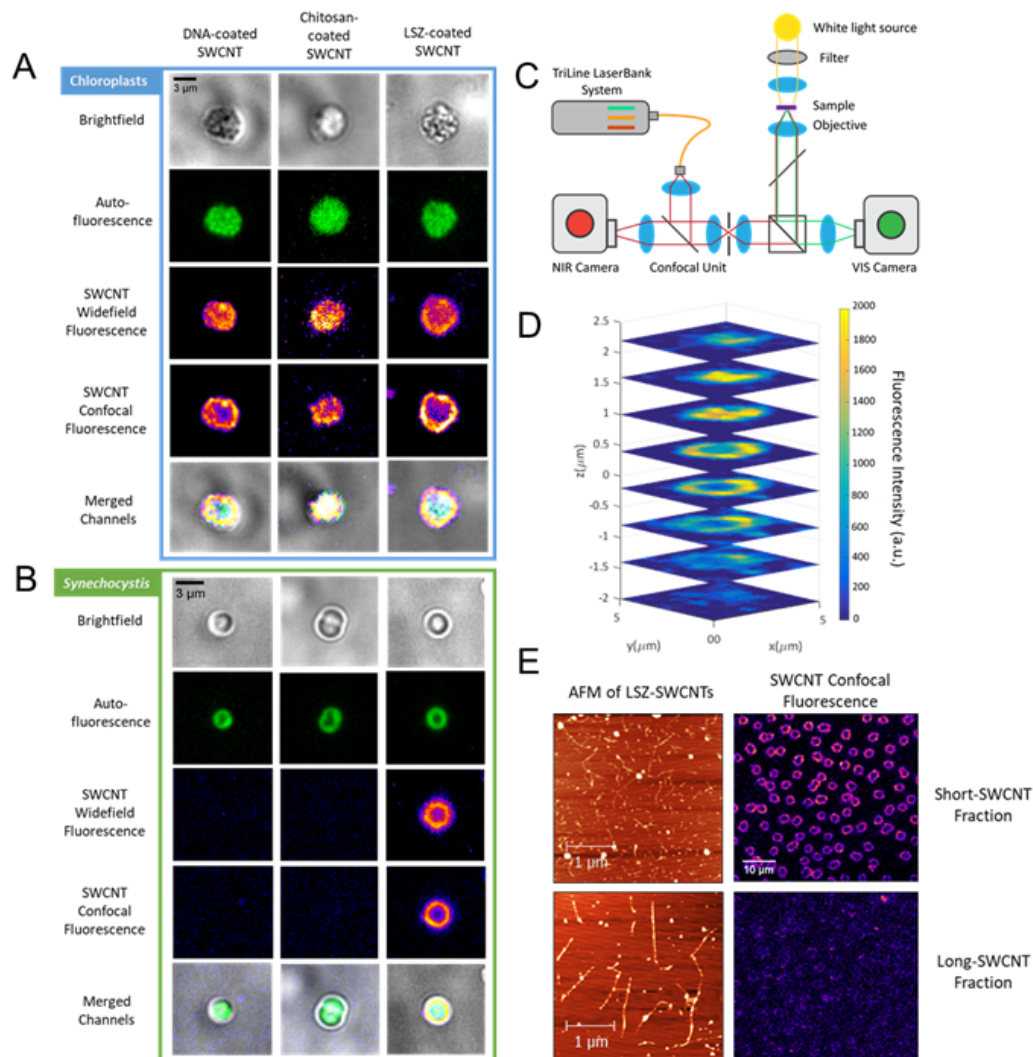 A
DNA-coated
SWCNT
Chitosan-
coated
SWCNT
LSZ-coated
SWCNT
Chloroplasts
3 μm
Brightfield
Auto-
fluorescence
SWCNT
Widefield
Fluorescence
SWCNT
Confocal
Fluorescence
Merged
Channels
B
Synechocystis
3 μm
Brightfield
Auto-
fluorescence
SWCNT
Widefield
Fluorescence
SWCNT
Confocal
Fluorescence
Merged
Channels
C
White light source
Filter
TriLine LaserBank
System
Sample
Objective
NIR Camera
Confocal Unit
VIS Camera
D
2.5
2
1.5
1
0.5
0
-0.5
-1
-1.5
-2
z(μm)
5
y(μm)
00
x(μm)
5
2000
1800
1600
1400
1200
1000
800
600
400
200
0
Fluorescence Intensity (a.u.)
E
AFM of LSZ-SWCNTs
SWCNT Confocal
Fluorescence
1 μm
10 μm
Short-SWCNT
Fraction
1 μm
Long-SWCNT
Fraction